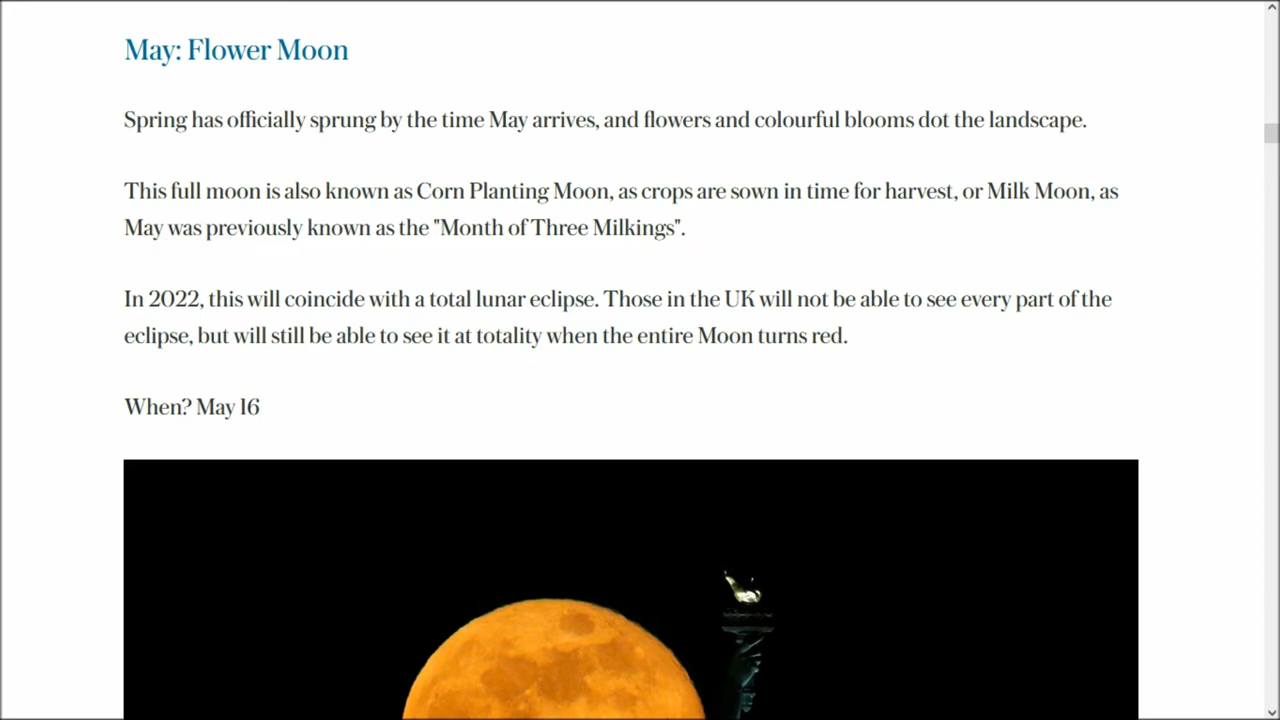 May: Flower Moon
Spring has officially sprung by the time May arrives, and flowers and colourful blooms dot the landscape.
This full moon is also known as Corn Planting Moon, as crops are sown in time for harvest, or Milk Moon, as
May was previously known as the "Month of Three Milkings".
In 2022, this will coincide with a total lunar eclipse. Those in the UK will not be able to see every part of the
eclipse, but will still be able to see it at totality when the entire Moon turns red.
When? May 16